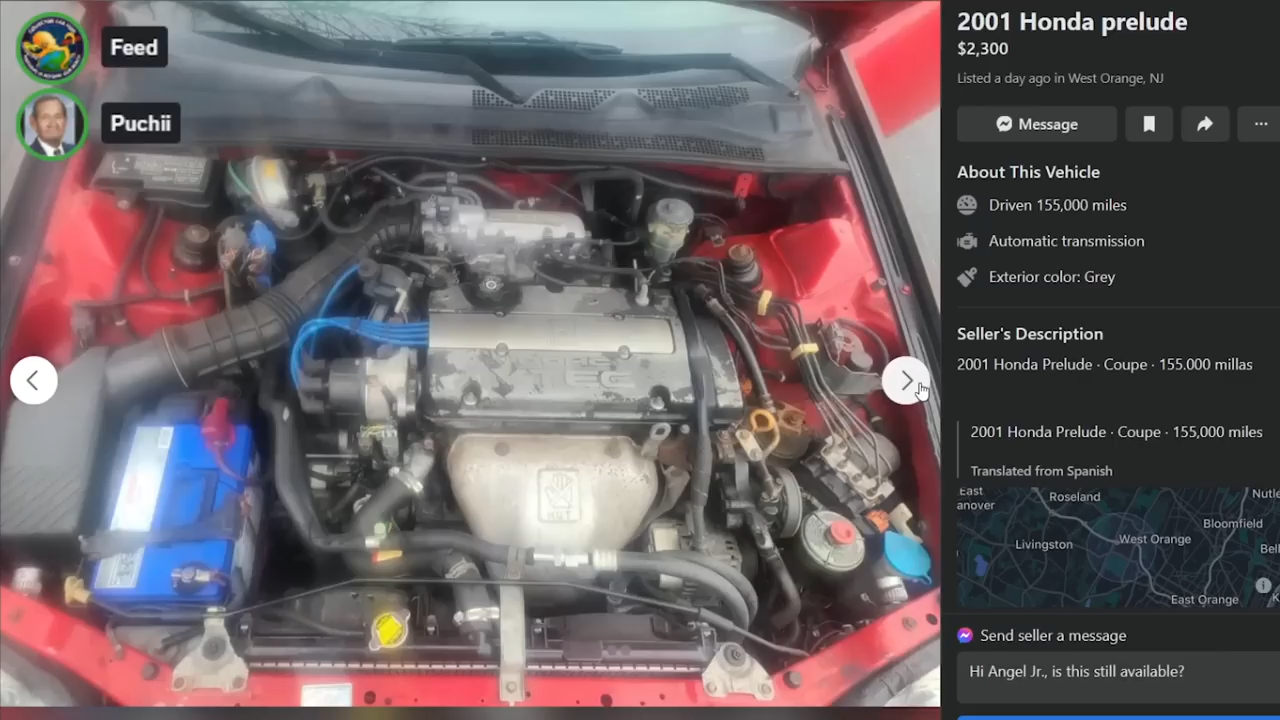 Feed
Puchii
HOT
2001 Honda prelude
$2,300
Listed a day ago in West Orange, NJ
Message
About This Vehicle
Driven 155,000 miles
Automatic transmission
Exterior color: Grey
Seller's Description
2001 Honda Prelude · Coupe · 155.000 millas
2001 Honda Prelude · Coupe · 155,000 miles
Translated from Spanish
East
anover
Roseland
Nutle
Bloomfield
Livingston
West Orange
Bel
East Orange
K
Send seller a message
Hi Angel Jr., is this still available?